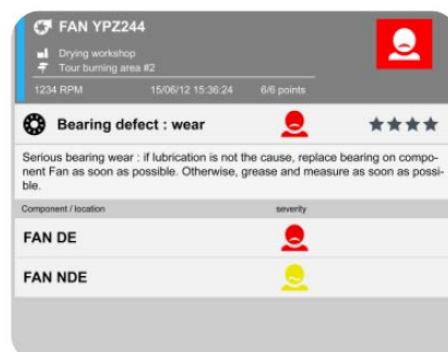 FAN YPZ244
Drying workshop
Tour burning area #2
1234 RPM 15/06/12 15:36:24 6/6 points
Bearing defect : wear
Serious bearing wear : if lubrication is not the cause, replace bearing on compo-
nent Fan as soon as possible. Otherwise, grease and measure as soon as possi-
ble.
Component / location severity
FAN DE
FAN NDE